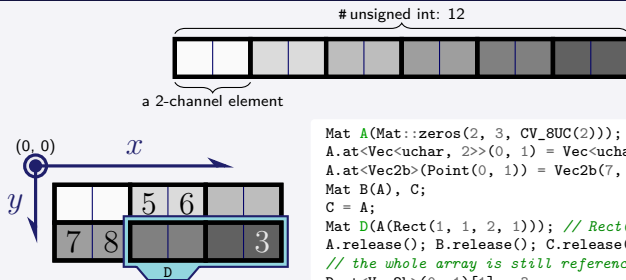 # unsigned int: 12
a 2-channel element
(0, 0)
x
y
5 6
7 8 3
D
Mat A(Mat::zeros(2, 3, CV_8UC(2)));
A.at<Vec<uchar, 2>>(0, 1) = Vec<ucha
A.at<Vec2b>(Point(0, 1)) = Vec2b(7,
Mat B(A), C;
C = A;
Mat D(A(Rect(1, 1, 2, 1))); // Rect(
A.release(); B.release(); C.release(
// the whole array is still referenc